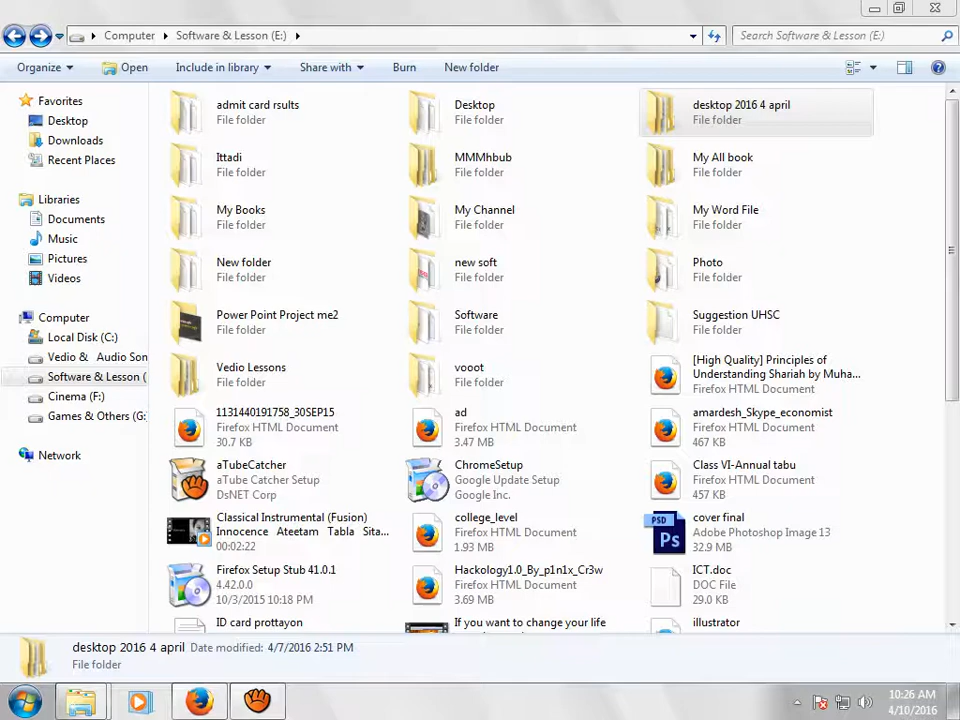 Computer Software & Lesson (E:)
Search Software & Lesson (E:)
Organize Open Include in library Share with Burn New folder
Favorites
Desktop
Downloads
Recent Places
Libraries
Documents
Music
Pictures
Videos
Computer
Local Disk (C:)
Vedio & Audio Son
Software & Lesson (
Cinema (F:)
Games & Others (G:
Network
admit card rsults
File folder
Desktop
File folder
desktop 2016 4 april
File folder
Ittadi
File folder
MMMhbub
File folder
My All book
File folder
My Books
File folder
My Channel
File folder
My Word File
File folder
New folder
File folder
new soft
File folder
Photo
File folder
Power Point Project me2
File folder
Software
File folder
Suggestion UHSC
File folder
Vedio Lessons
File folder
vooot
File folder
[High Quality] Principles of
Understanding Shariah by Muha...
Firefox HTML Document
1131440191758_30SEP15
Firefox HTML Document
30.7 KB
ad
Firefox HTML Document
3.47 MB
amardesh_Skype_economist
Firefox HTML Document
467 KB
aTubeCatcher
aTube Catcher Setup
DsNET Corp
ChromeSetup
Google Update Setup
Google Inc.
Class VI-Annual tabu
Firefox HTML Document
457 KB
Classical Instrumental (Fusion)
Innocence Ateetam Tabla Sita...
00:02:22
college_level
Firefox HTML Document
1.93 MB
PSD
Ps
cover final
Adobe Photoshop Image 13
32.9 MB
Firefox Setup Stub 41.0.1
4.42.0.0
10/3/2015 10:18 PM
Hackology1.0_By_p1n1x_Cr3w
Firefox HTML Document
3.69 MB
ICT.doc
DOC File
29.0 KB
ID card prottayon
If you want to change your life
illustrator
desktop 2016 4 april Date modified: 4/7/2016 2:51 PM
File folder
10:26 AM
4/10/2016